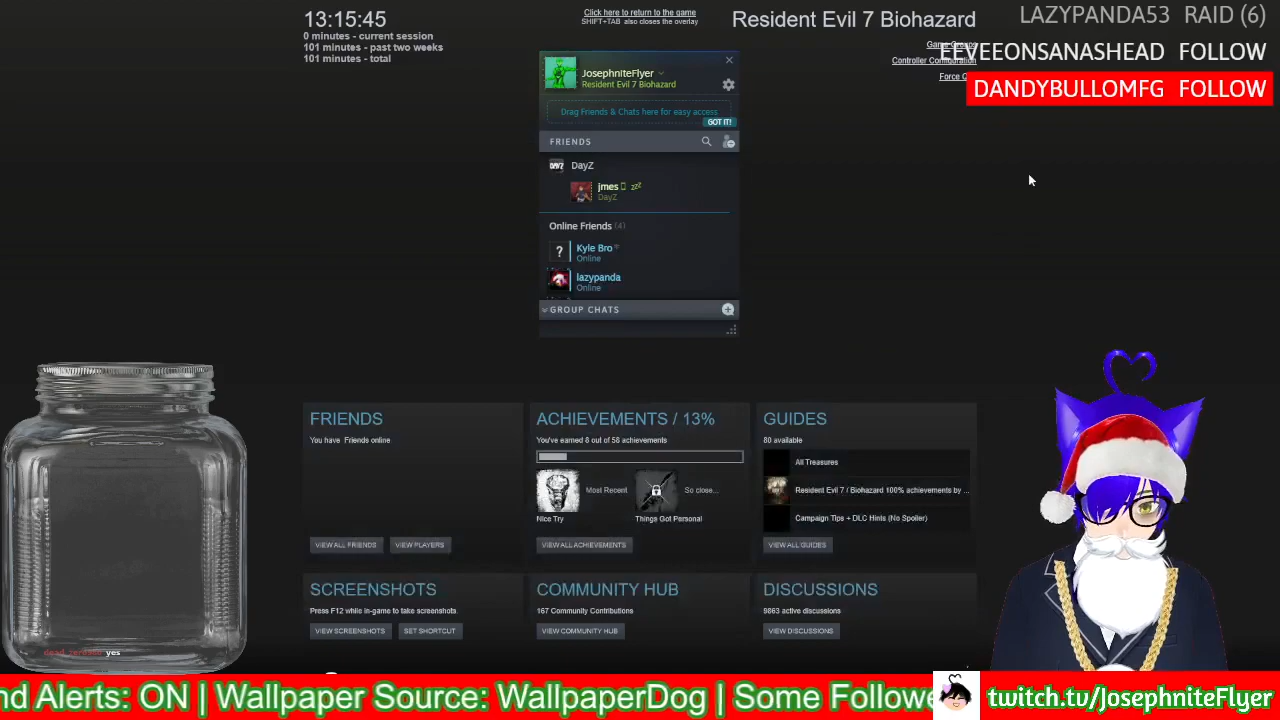 13:15:45
0 minutes - current session
101 minutes - past two weeks
101 minutes - total
Click here to return to the game
SHIFT+TAB also closes the overlay
Resident Evil 7 Biohazard
Controller Configuration
LAZYPANDA53 RAID (6)
EEVEEONSANASHEAD FOLLOW
DANDYBULLOMFG FOLLOW
JosephniteFlyer
Resident Evil 7 Biohazard
Drag Friends & Chats here for easy access
GOT IT!
FRIENDS
DayZ
jmes zzz
DayZ
Online Friends (4)
?
Kyle Bro
Online
lazypanda
Online
GROUP CHATS
FRIENDS
You have Friends online
VIEW ALL FRIENDS
VIEW PLAYERS
ACHIEVEMENTS / 13%
You've earned 8 out of 58 achievements
Most Recent
So close...
Nice Try
Things Got Personal
VIEW ALL ACHIEVEMENTS
GUIDES
80 available
All Treasures
Resident Evil 7 / Biohazard 100% achievements by ...
Campaign Tips + DLC Hints (No Spoiler)
VIEW ALL GUIDES
SCREENSHOTS
Press F12 while in-game to take screenshots
VIEW SCREENSHOTS
SET SHORTCUT
COMMUNITY HUB
167 Community Contributions
VIEW COMMUNITY HUB
DISCUSSIONS
9863 active discussions
VIEW DISCUSSIONS
yes
nd Alerts: ON | Wallpaper Source: WallpaperDog | Some Followe
twitch.tv/JosephniteFlyer